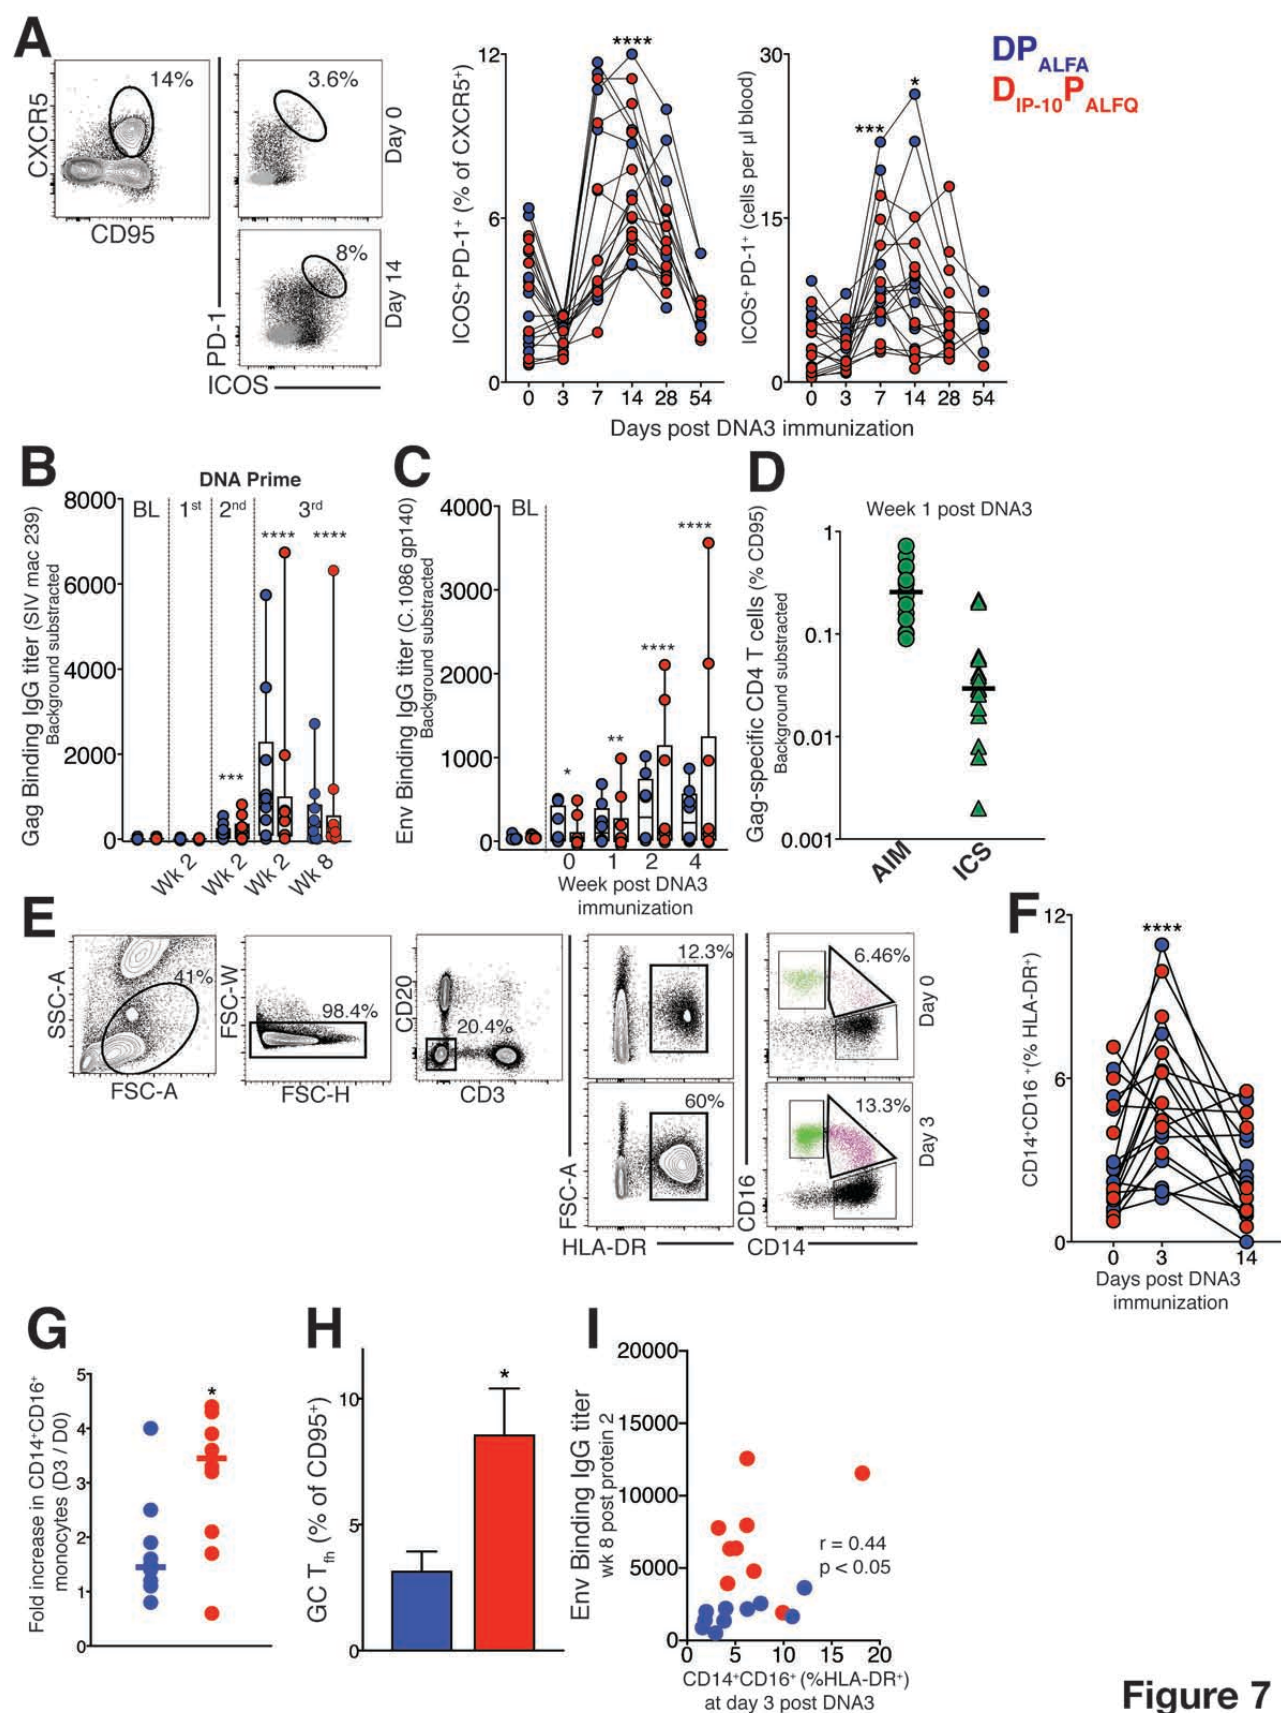 A
DP ALFA
D IP-10 P ALFQ
14%
CXCR5
CD95
3.6%
Day 0
8%
Day 14
PD-1
ICOS
ICOS⁺ PD-1⁺ (% of CXCR5⁺)
12
6
0
****
0 3 7 14 28 54
ICOS⁺ PD-1⁺ (cells per µl blood)
30
15
0
***
*
0 3 7 14 28 54
Days post DNA3 immunization
B
DNA Prime
BL 1st 2nd 3rd
Gag Binding IgG titer (SIV mac 239)
Background substracted
8000
6000
4000
2000
0
***
****
****
Wk 2 Wk 2 Wk 2 Wk 8
C
BL
Env Binding IgG titer (C.1086 gp140)
Background substracted
4000
3000
2000
1000
0
*
**
****
****
0 1 2 4
Week post DNA3
immunization
D
Week 1 post DNA3
Gag-specific CD4 T cells (% CD95)
Background substracted
1
0.1
0.01
0.001
AIM ICS
E
SSC-A
41%
FSC-A
FSC-W
98.4%
FSC-H
CD20
20.4%
CD3
12.3%
60%
FSC-A
HLA-DR
6.46%
Day 0
13.3%
Day 3
CD16
CD14
F
CD14⁺CD16⁺ (% HLA-DR⁺)
12
6
0
****
0 3 14
Days post DNA3
immunization
G
Fold increase in CD14⁺CD16⁺
monocytes (D3 / D0)
5
4
3
2
1
0
*
H
GC Tfh (% of CD95⁺)
10
5
0
*
I
Env Binding IgG titer
wk 8 post protein 2
20000
15000
10000
5000
0
r = 0.44
p < 0.05
0 5 10 15 20
CD14⁺CD16⁺ (%HLA-DR⁺)
at day 3 post DNA3
Figure 7